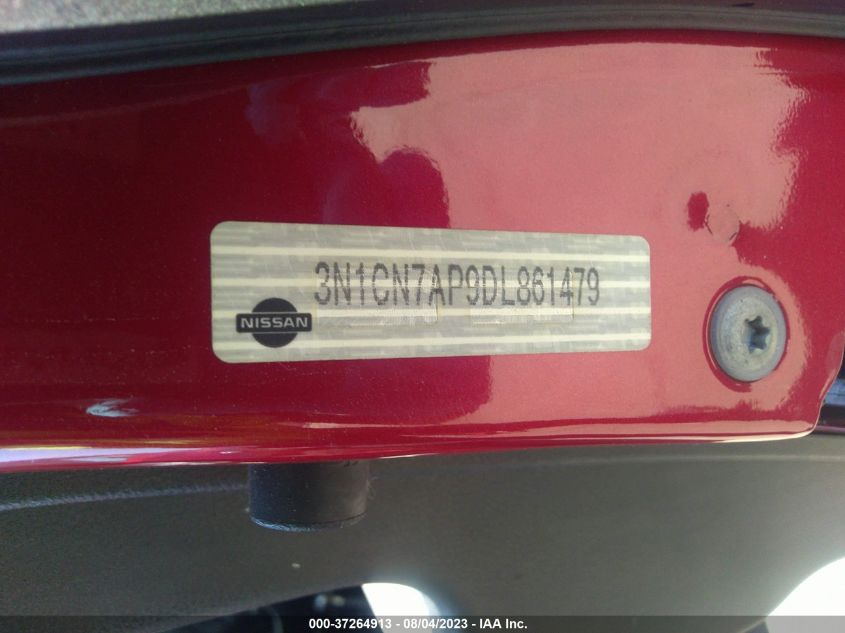 3N1CN7AP9DL861479
NISSAN
000-37264913 - 08/04/2023 - IAA Inc.